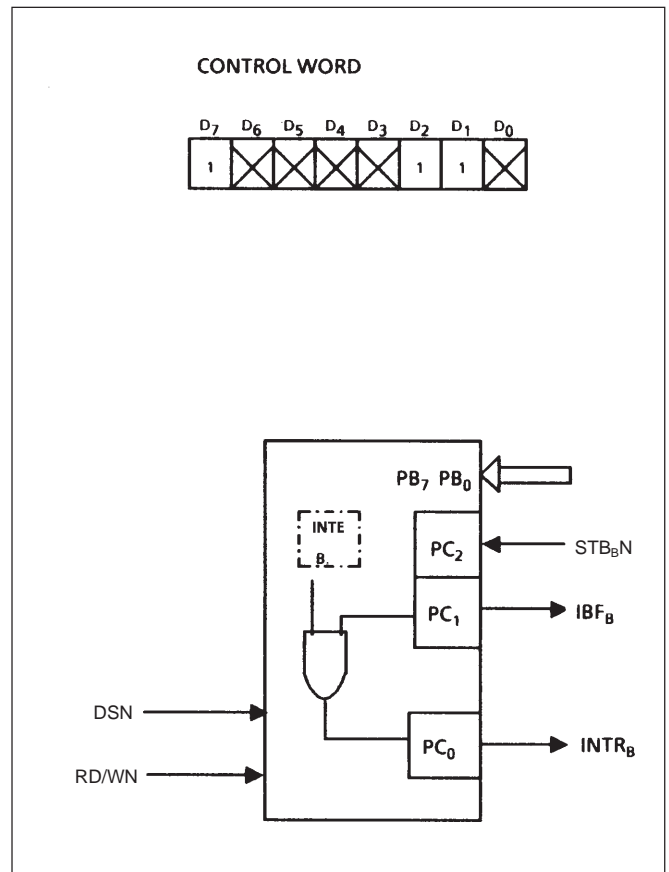 CONTROL WORD
D7 D6 D5 D4 D3 D2 D1 D0
1 1 1
PB7 PB0
INTE
B.
PC2
STBBN
PC1
IBFB
DSN
PC0
INTRB
RD/WN